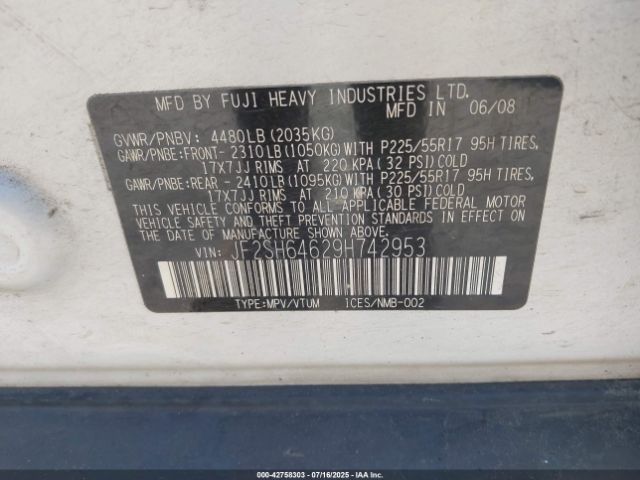 MFD BY FUJI HEAVY INDUSTRIES LTD.
MFD IN 06/08
GVWR/PNBV: 4480LB(2035KG)
GAWR/PNBE:FRONT- 2310LB(1050KG)WITH P225/55R17 95H TIRES,
17X7JJ RIMS AT 220 KPA(32 PSI)COLD
GAWR/PNBE:REAR - 2410LB(1095KG)WITH P225/55R17 95H TIRES,
17X7JJ RIMS AT 210 KPA(30 PSI)COLD
THIS VEHICLE CONFORMS TO ALL APPLICABLE FEDERAL MOTOR
VEHICLE SAFETY AND THEFT PREVENTION STANDARDS IN EFFECT ON
THE DATE OF MANUFACTURE SHOWN ABOVE.
VIN: JF2SH64629H742953
TYPE:MPV/VTUM ICES/NMB-002
000-42758303 - 07/16/2025 - IAAI.COM